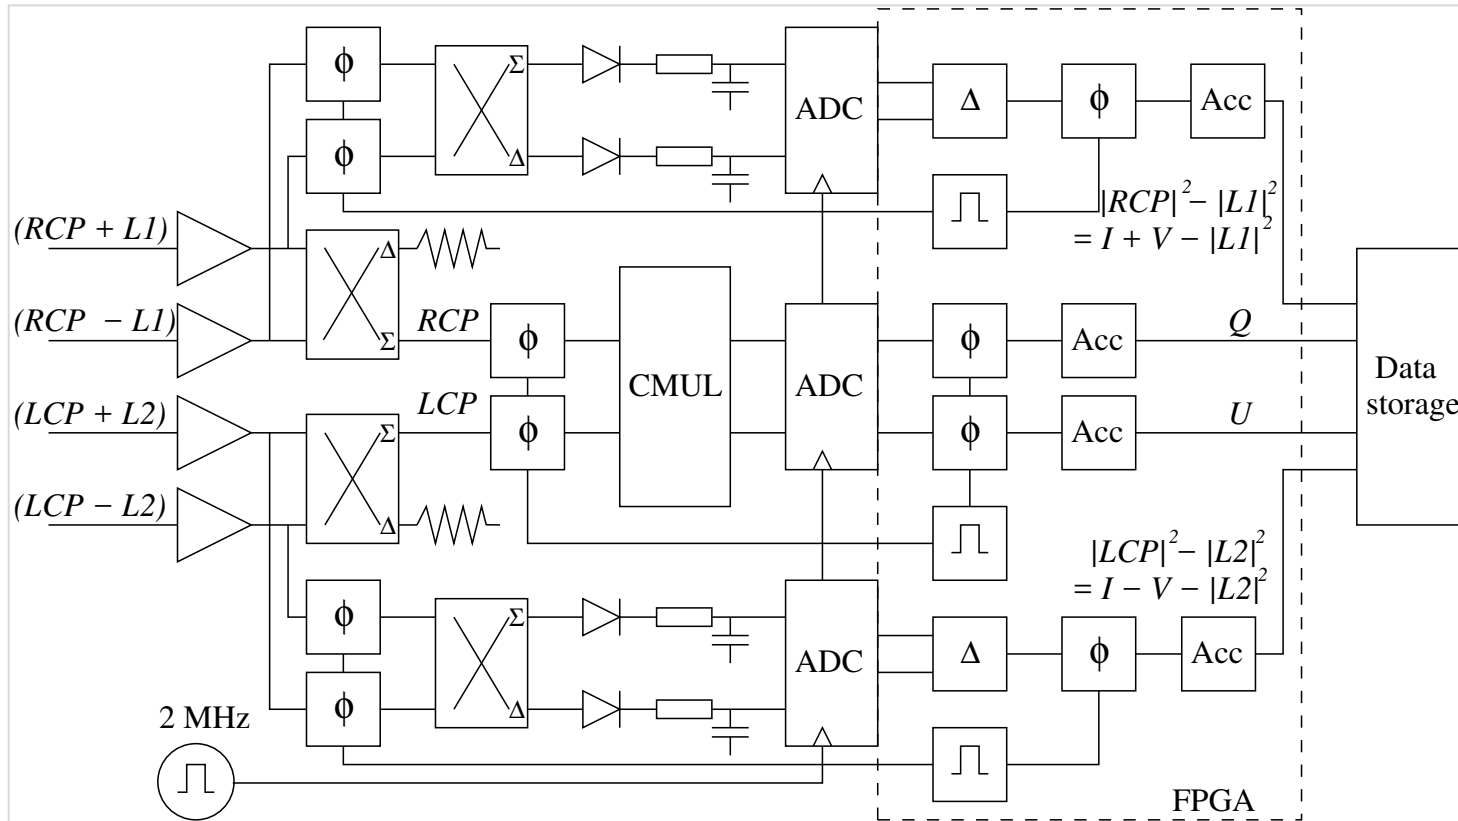 ϕ
Σ
Δ
ϕ
Δ
ADC
Δ
ϕ
Acc
(RCP + L1)
|RCP|² − |L1|²
= I + V − |L1|²
(RCP − L1)
Δ
Σ
RCP
ϕ
CMUL
ADC
ϕ
Acc
Q
Data
storage
(LCP + L2)
Σ
Δ
LCP
ϕ
ϕ
Acc
U
(LCP − L2)
|LCP|² − |L2|²
= I − V − |L2|²
ϕ
Σ
Δ
ϕ
ADC
Δ
ϕ
Acc
2 MHz
FPGA